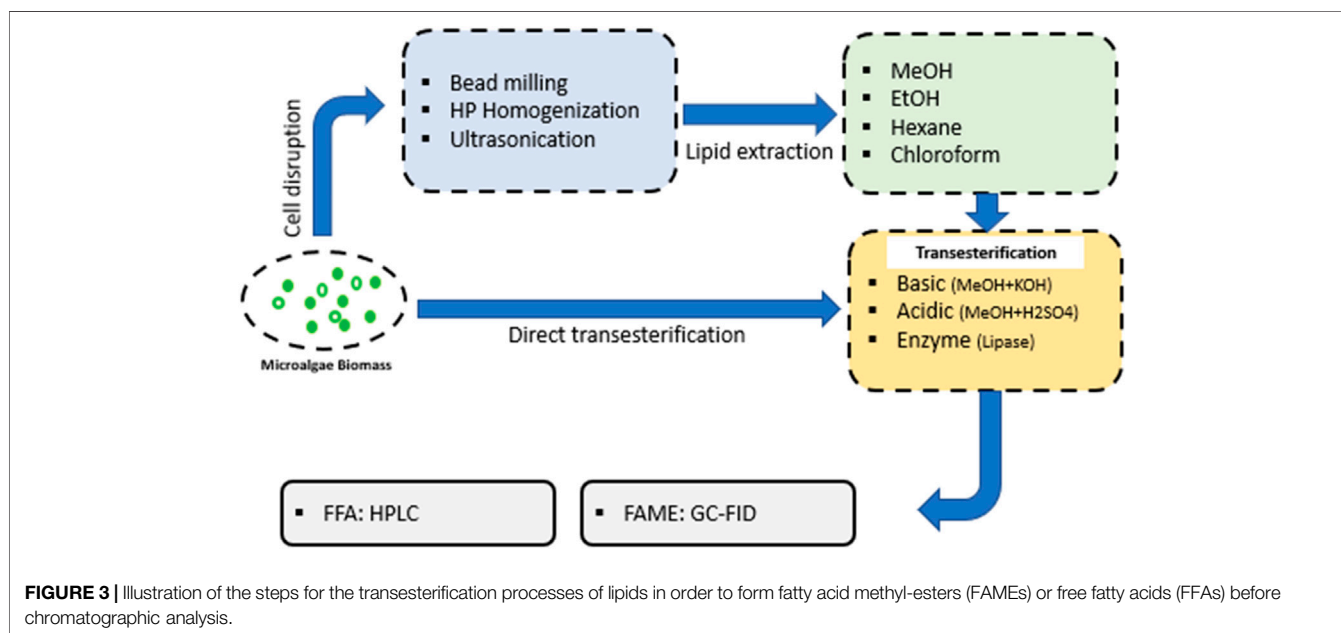 Cell disruption
▪ Bead milling
▪ HP Homogenization
▪ Ultrasonication
Lipid extraction
▪ MeOH
▪ EtOH
▪ Hexane
▪ Chloroform
Microalgae Biomass
Direct transesterification
Transesterification
▪ Basic (MeOH+KOH)
▪ Acidic (MeOH+H2SO4)
▪ Enzyme (Lipase)
▪ FFA: HPLC
▪ FAME: GC-FID
FIGURE 3 | Illustration of the steps for the transesterification processes of lipids in order to form fatty acid methyl-esters (FAMEs) or free fatty acids (FFAs) before
chromatographic analysis.